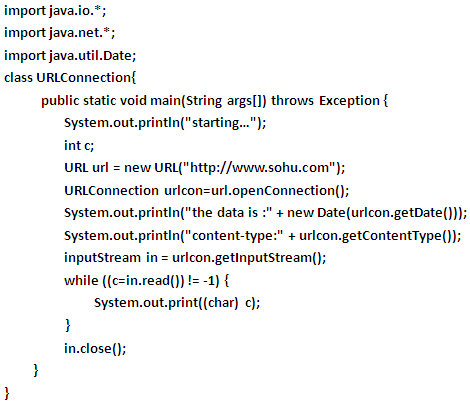 import java.io.*;
import java.net.*;
import java.util.Date;
class URLConnection{
public static void main(String args[]) throws Exception {
System.out.println("starting...");
int c;
URL url = new URL("http://www.sohu.com");
URLConnection urlcon=url.openConnection();
System.out.println("the data is :" + new Date(urlcon.getDate()));
System.out.println("content-type:" + urlcon.getContentType());
inputStream in = urlcon.getInputStream();
while ((c=in.read()) != -1) {
System.out.print((char) c);
}
in.close();
}
}